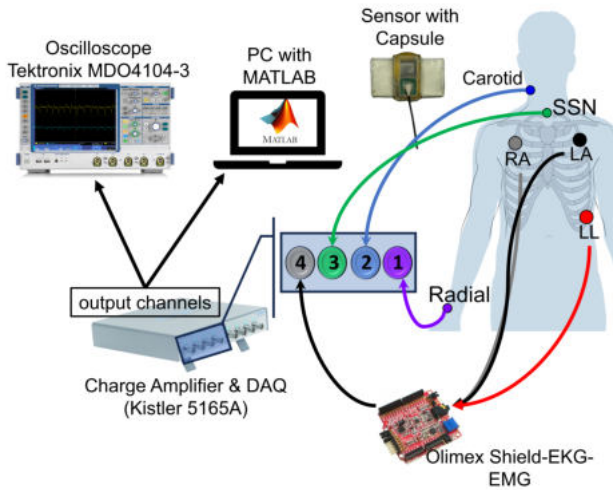 Oscilloscope
Tektronix MDO4104-3
PC with
MATLAB
Sensor with
Capsule
MATLAB
Carotid
SSN
RA
LA
LL
4
3
2
1
Radial
output channels
Charge Amplifier & DAQ
(Kistler 5165A)
Olimex Shield-EKG-
EMG